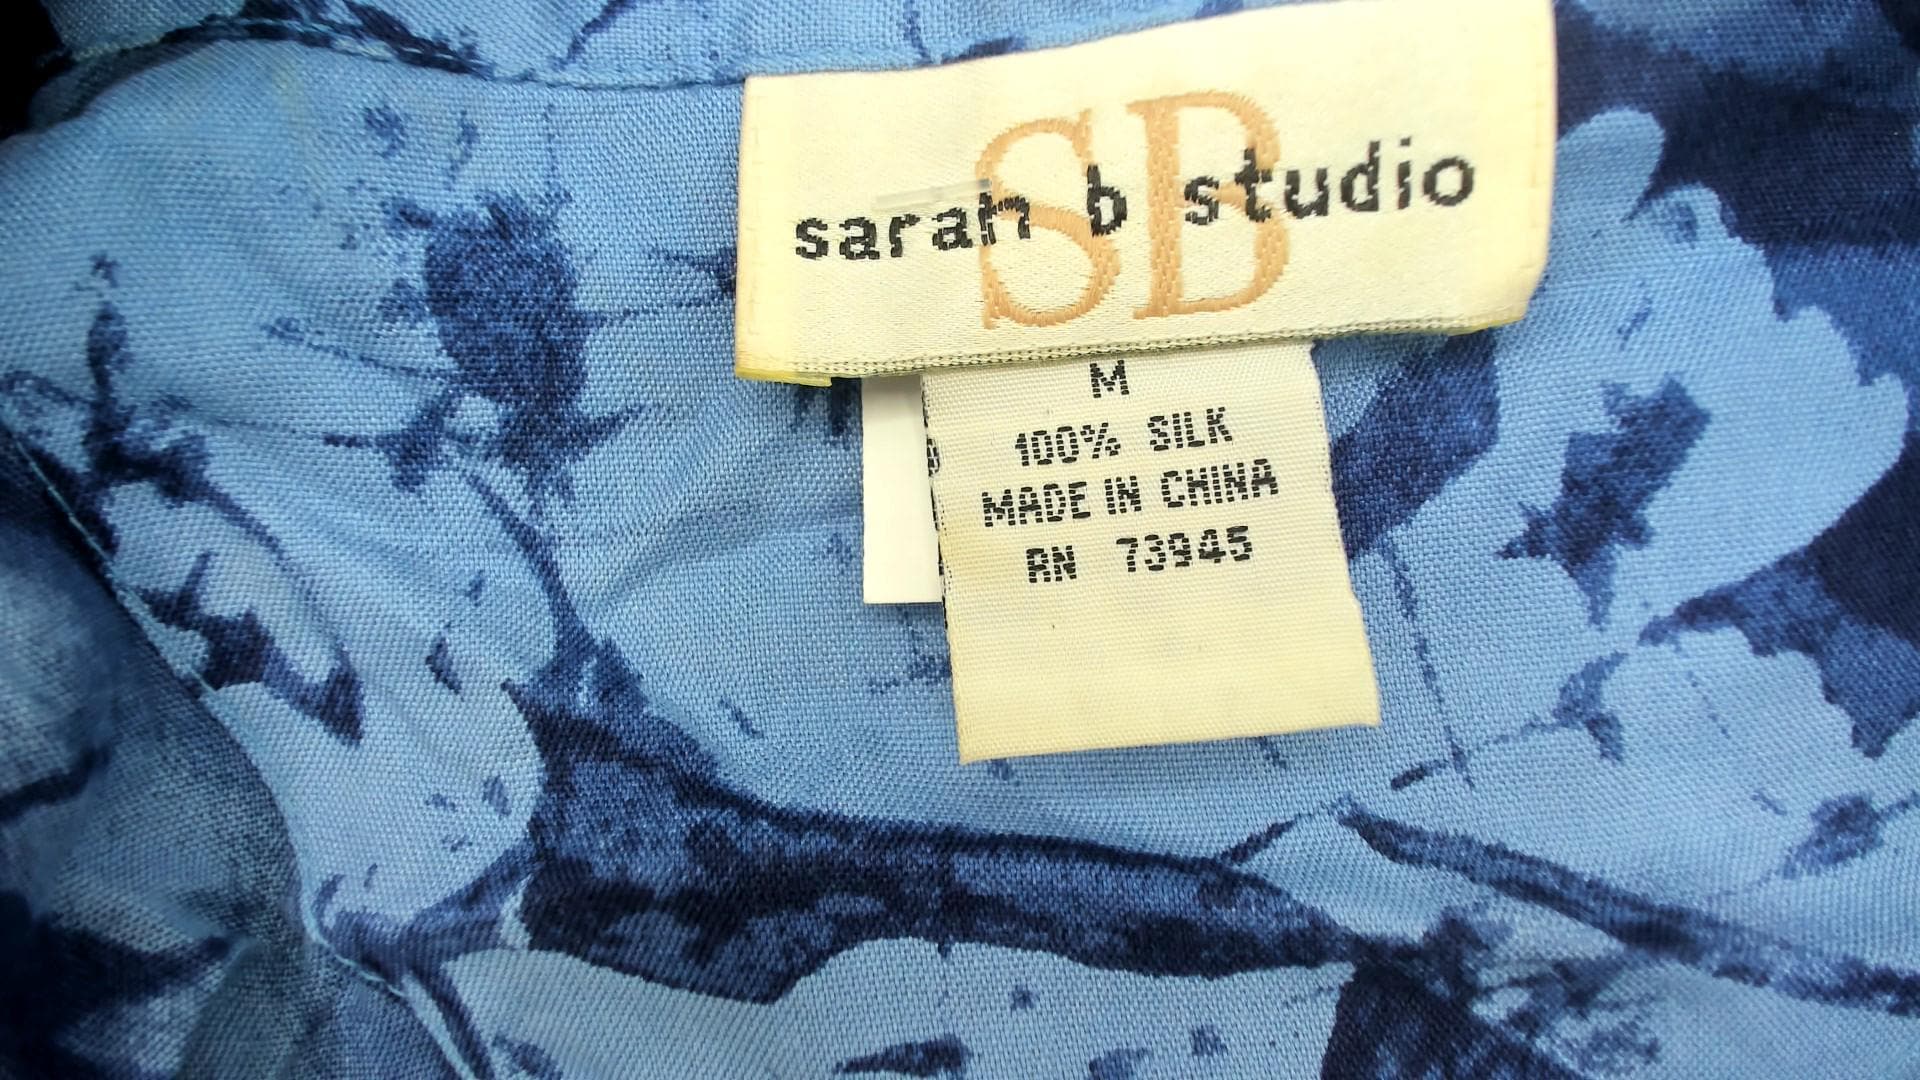 SB
sarah b studio
M
100% SILK
MADE IN CHINA
RN 73945